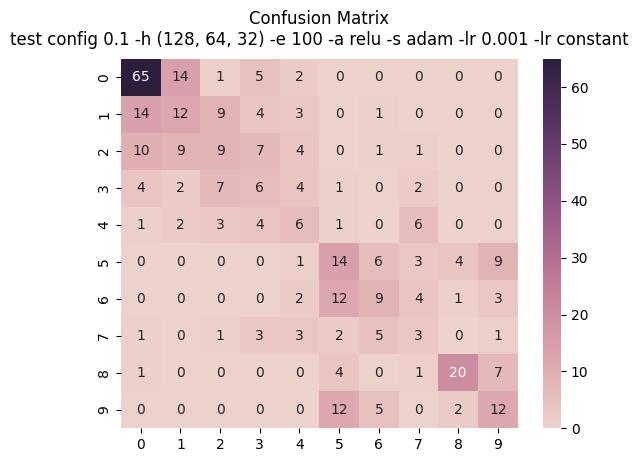 Confusion Matrix
test config 0.1 -h (128, 64, 32) -e 100 -a relu -s adam -lr 0.001 -lr constant
0 65 14 1 5 2 0 0 0 0 0
1 14 12 9 4 3 0 1 0 0 0
2 10 9 9 7 4 0 1 1 0 0
3 4 2 7 6 4 1 0 2 0 0
4 1 2 3 4 6 1 0 6 0 0
5 0 0 0 0 1 14 6 3 4 9
6 0 0 0 0 2 12 9 4 1 3
7 1 0 1 3 3 2 5 3 0 1
8 1 0 0 0 0 4 0 1 20 7
9 0 0 0 0 0 12 5 0 2 12
0 1 2 3 4 5 6 7 8 9
60
50
40
30
20
10
0